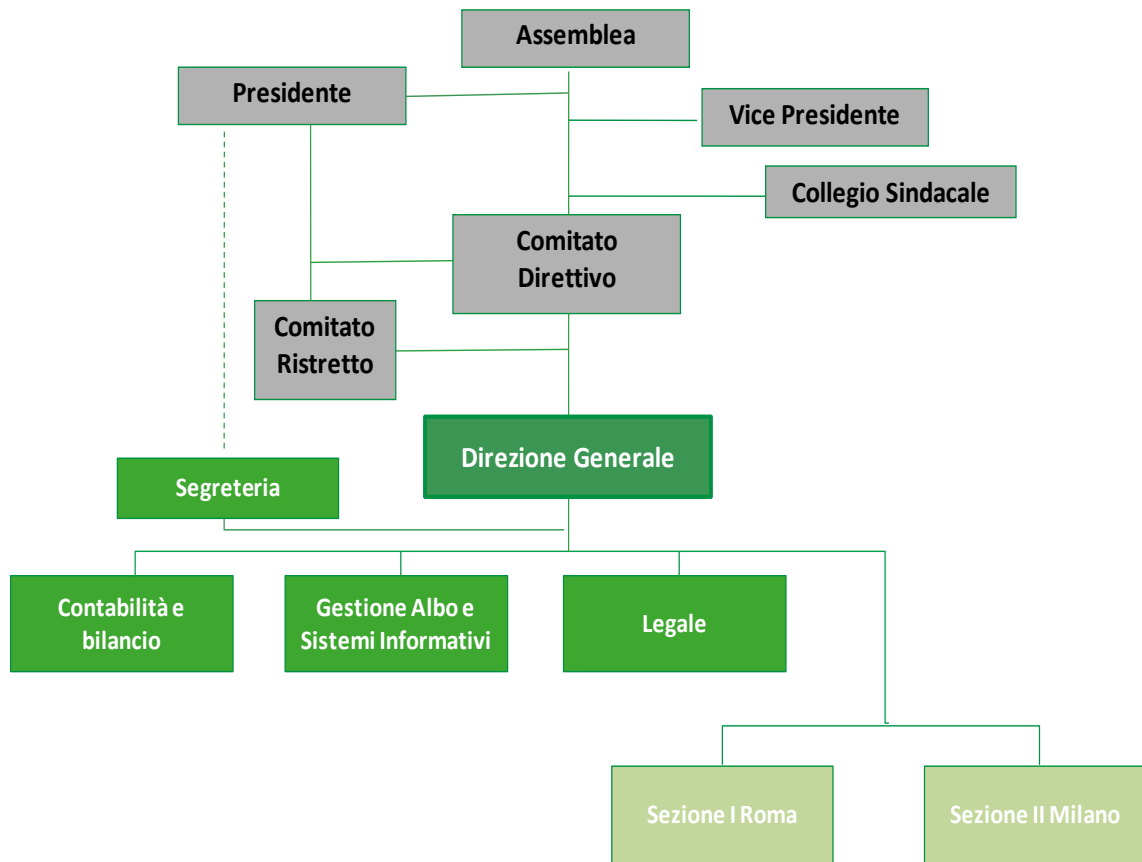 Assemblea
Presidente
Vice Presidente
Collegio Sindacale
Comitato
Direttivo
Comitato
Ristretto
Direzione Generale
Segreteria
Contabilità e
bilancio
Gestione Albo e
Sistemi Informativi
Legale
Sezione I Roma
Sezione II Milano